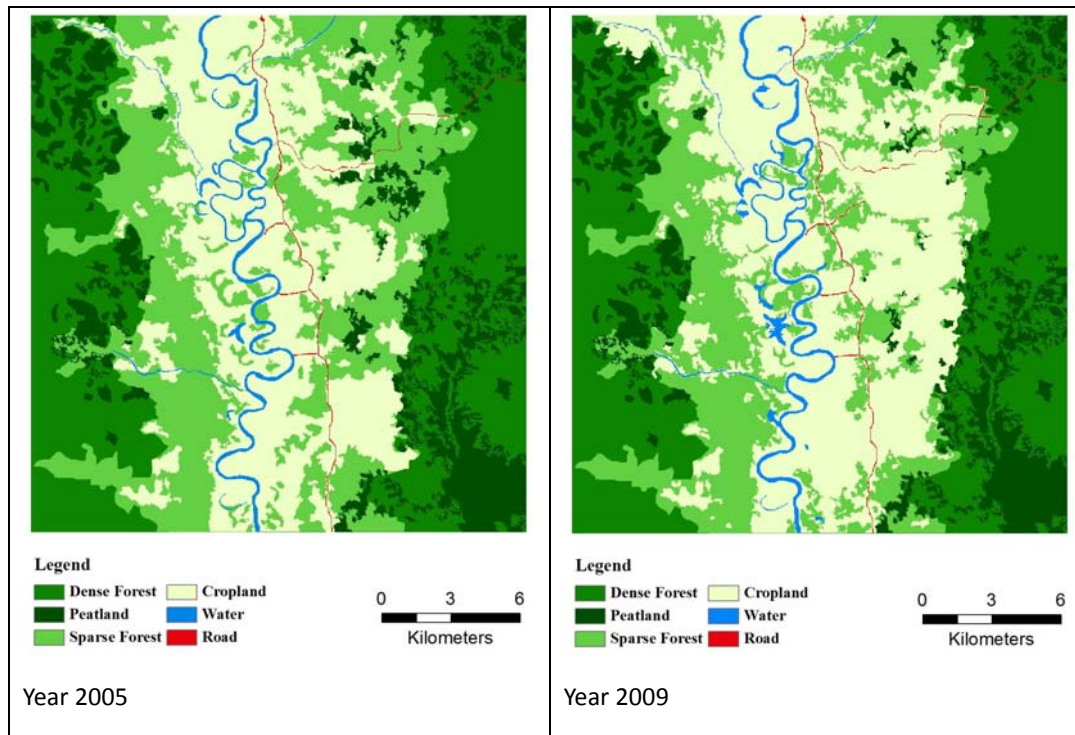 Legend
Dense Forest Cropland
Peatland Water
Sparse Forest Road
0 3 6
Kilometers
Year 2005
Legend
Dense Forest Cropland
Peatland Water
Sparse Forest Road
0 3 6
Kilometers
Year 2009